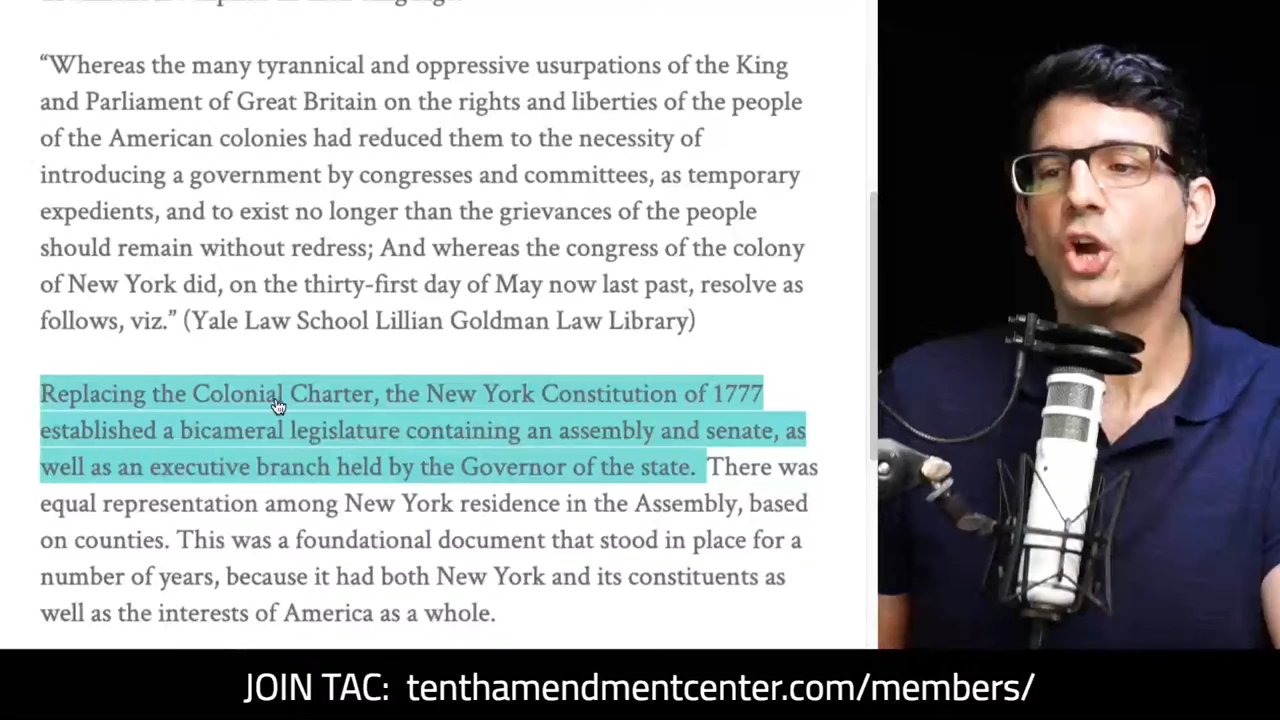 “Whereas the many tyrannical and oppressive usurpations of the King
and Parliament of Great Britain on the rights and liberties of the people
of the American colonies had reduced them to the necessity of
introducing a government by congresses and committees, as temporary
expedients, and to exist no longer than the grievances of the people
should remain without redress; And whereas the congress of the colony
of New York did, on the thirty-first day of May now last past, resolve as
follows, viz.” (Yale Law School Lillian Goldman Law Library)
Replacing the Colonial Charter, the New York Constitution of 1777
established a bicameral legislature containing an assembly and senate, as
well as an executive branch held by the Governor of the state. There was
equal representation among New York residence in the Assembly, based
on counties. This was a foundational document that stood in place for a
number of years, because it had both New York and its constituents as
well as the interests of America as a whole.
JOIN TAC: tenthamendmentcenter.com/members/